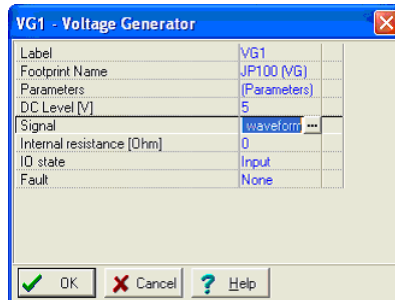 VG1 - Voltage Generator
Label VG1
Footprint Name JP100 (VG)
Parameters (Parameters)
DC Level [V] 5
Signal waveform ...
Internal resistance [Ohm] 0
IO state Input
Fault None
OK Cancel ? Help